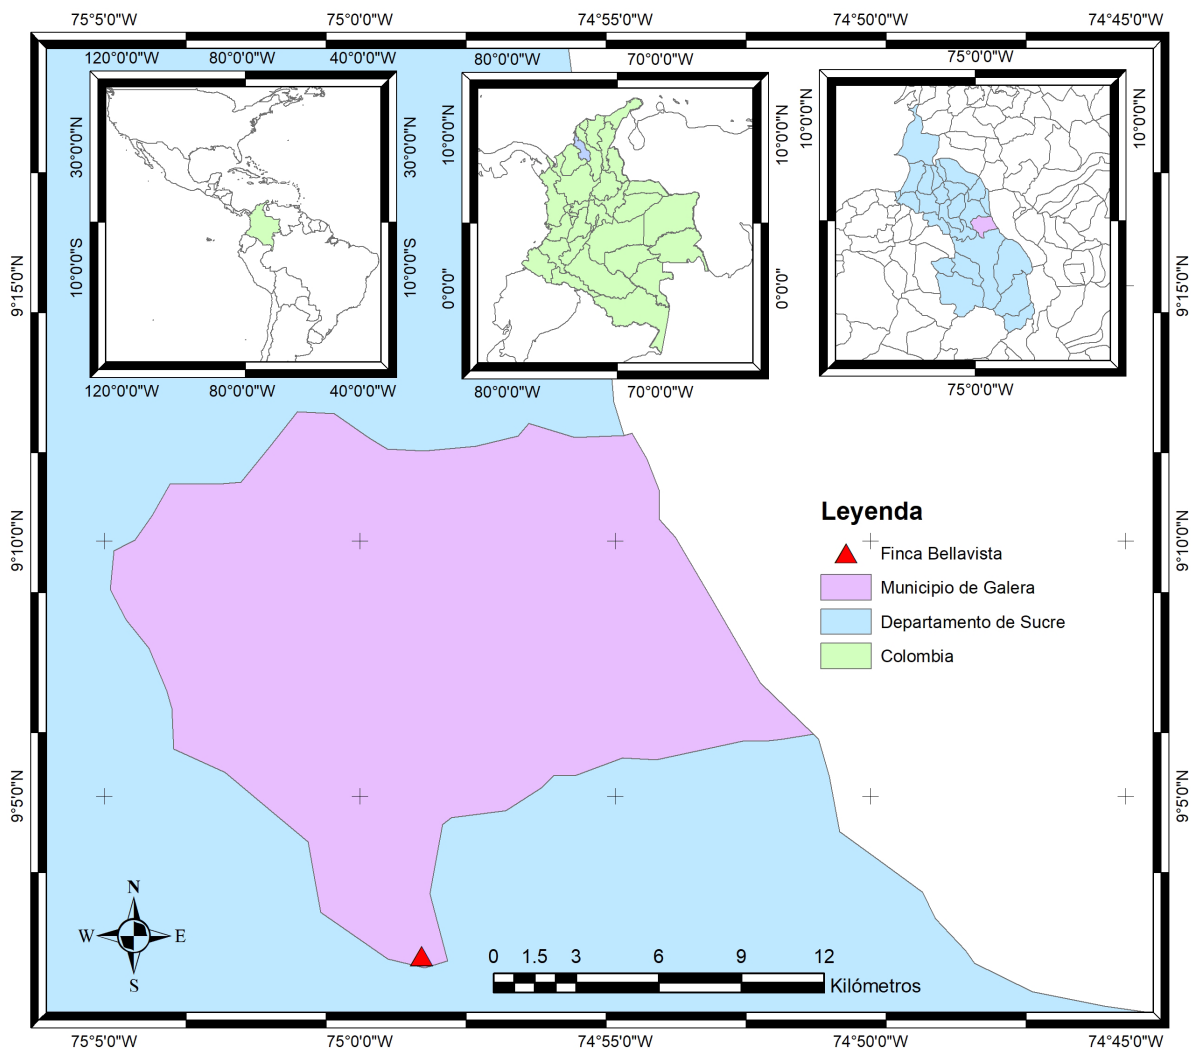 75°5'0"W 75°0'0"W 74°55'0"W 74°50'0"W 74°45'0"W
120°0'0"W 80°0'0"W 40°0'0"W
80°0'0"W 70°0'0"W
75°0'0"W
30°0'0"N 30°0'0"N
10°0'0"S 10°0'0"S
10°0'0"N 10°0'0"N
0°0'0" 0°0'0"
10°0'0"N 10°0'0"N
120°0'0"W 80°0'0"W 40°0'0"W
80°0'0"W 70°0'0"W
75°0'0"W
9°15'0"N 9°15'0"N
9°10'0"N 9°10'0"N
9°5'0"N 9°5'0"N
Leyenda
Finca Bellavista
Municipio de Galera
Departamento de Sucre
Colombia
N
W E
S
0 1.5 3 6 9 12
Kilómetros
75°5'0"W 75°0'0"W 74°55'0"W 74°50'0"W 74°45'0"W